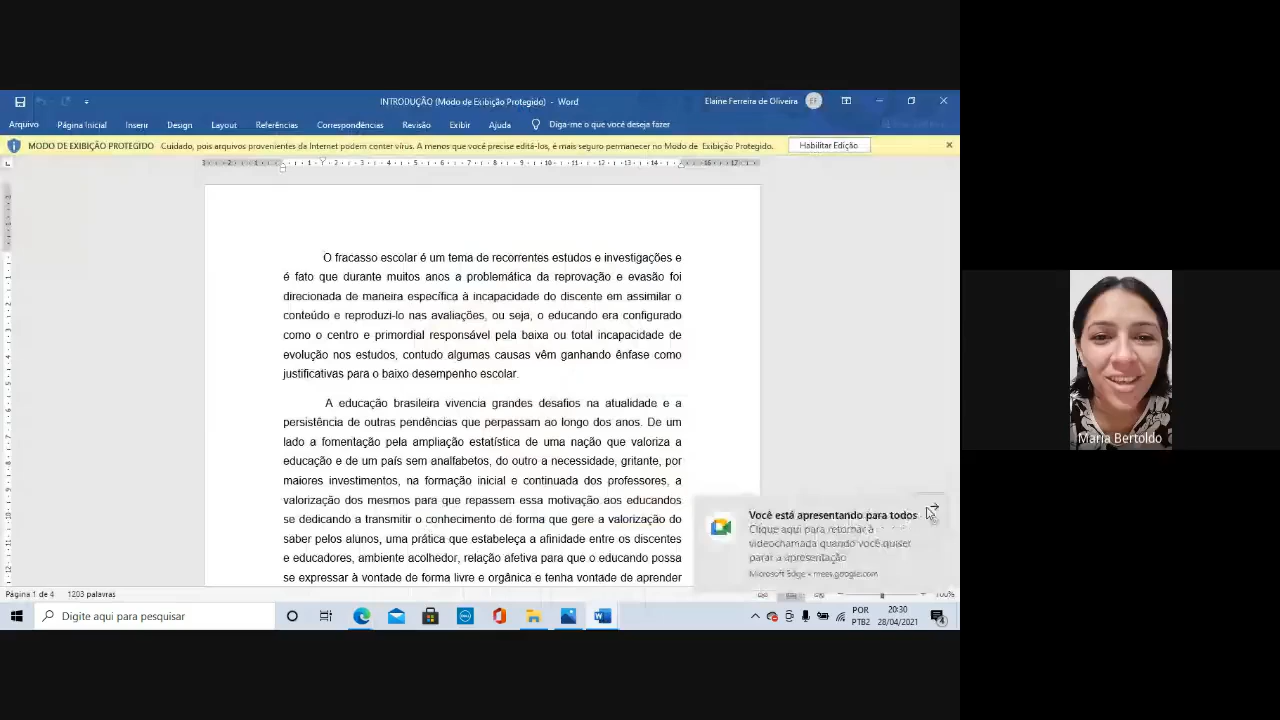 INTRODUÇÃO (Modo de Exibição Protegido) - Word
Elaine Ferreira de Oliveira
EF
Arquivo
Página Inicial
Inserir
Design
Layout
Referências
Correspondências
Revisão
Exibir
Ajuda
Diga-me o que você deseja fazer
MODO DE EXIBIÇÃO PROTEGIDO Cuidado, pois arquivos provenientes da Internet podem conter vírus. A menos que você precise editá-los, é mais seguro permanecer no Modo de Exibição Protegido.
Habilitar Edição
O fracasso escolar é um tema de recorrentes estudos e investigações e
é fato que durante muitos anos a problemática da reprovação e evasão foi
direcionada de maneira específica à incapacidade do discente em assimilar o
conteúdo e reproduzi-lo nas avaliações, ou seja, o educando era configurado
como o centro e primordial responsável pela baixa ou total incapacidade de
evolução nos estudos, contudo algumas causas vêm ganhando ênfase como
justificativas para o baixo desempenho escolar.
A educação brasileira vivencia grandes desafios na atualidade e a
persistência de outras pendências que perpassam ao longo dos anos. De um
lado a fomentação pela ampliação estatística de uma nação que valoriza a
educação e de um país sem analfabetos, do outro a necessidade, gritante, por
maiores investimentos, na formação inicial e continuada dos professores, a
valorização dos mesmos para que repassem essa motivação aos educandos
se dedicando a transmitir o conhecimento de forma que gere a valorização do
saber pelos alunos, uma prática que estabeleça a afinidade entre os discentes
e educadores, ambiente acolhedor, relação afetiva para que o educando possa
se expressar à vontade de forma livre e orgânica e tenha vontade de aprender
Você está apresentando para todos
Clique aqui para retornar à
videochamada quando você quiser
parar a apresentação
Microsoft Edge • meet.google.com
Maria Bertoldo
Página 1 de 4 1203 palavras
100%
Digite aqui para pesquisar
POR
PTB2
20:30
28/04/2021